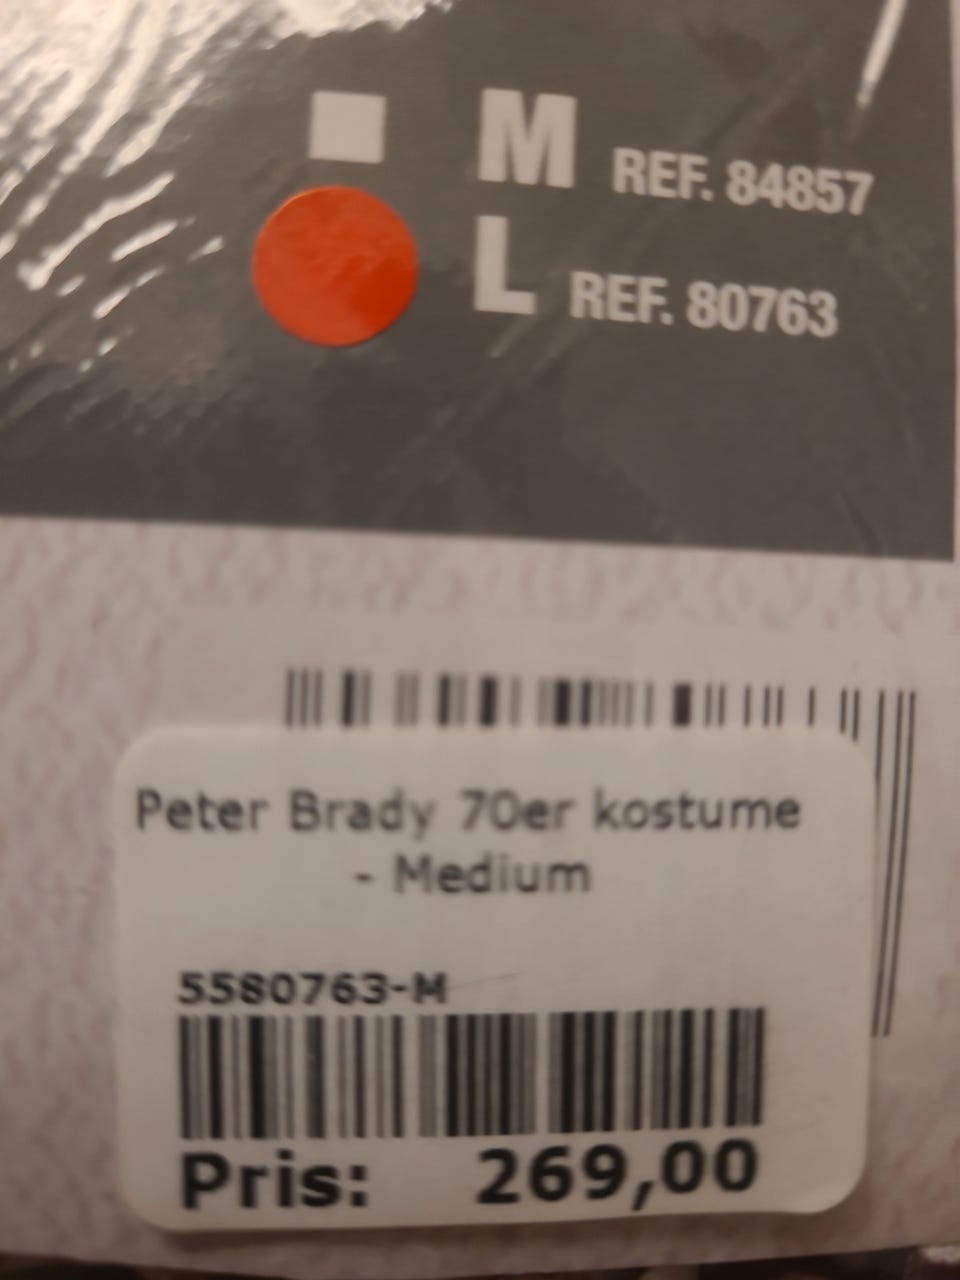 M REF. 84857
L REF. 80763
Peter Brady 70er kostume
- Medium
5580763-M
Pris: 269,00